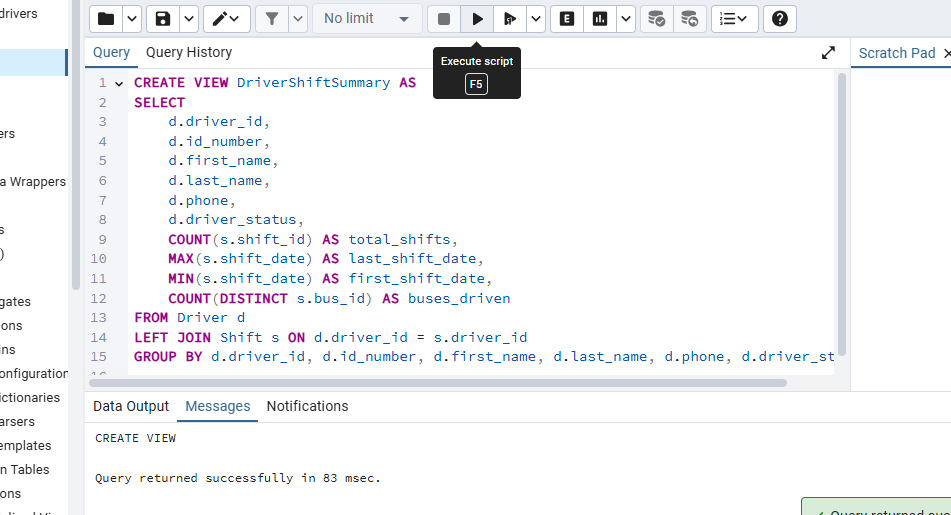 drivers
No limit
E
Query
Query History
Scratch Pad
Execute script
F5
1 CREATE VIEW DriverShiftSummary AS
2 SELECT
3 d.driver_id,
4 d.id_number,
5 d.first_name,
6 d.last_name,
7 d.phone,
8 d.driver_status,
9 COUNT(s.shift_id) AS total_shifts,
10 MAX(s.shift_date) AS last_shift_date,
11 MIN(s.shift_date) AS first_shift_date,
12 COUNT(DISTINCT s.bus_id) AS buses_driven
13 FROM Driver d
14 LEFT JOIN Shift s ON d.driver_id = s.driver_id
15 GROUP BY d.driver_id, d.id_number, d.first_name, d.last_name, d.phone, d.driver_st
ers
a Wrappers
s
)
gates
ons
ins
onfiguration
ictionaries
arsers
emplates
n Tables
ons
Data Output
Messages
Notifications
CREATE VIEW
Query returned successfully in 83 msec.